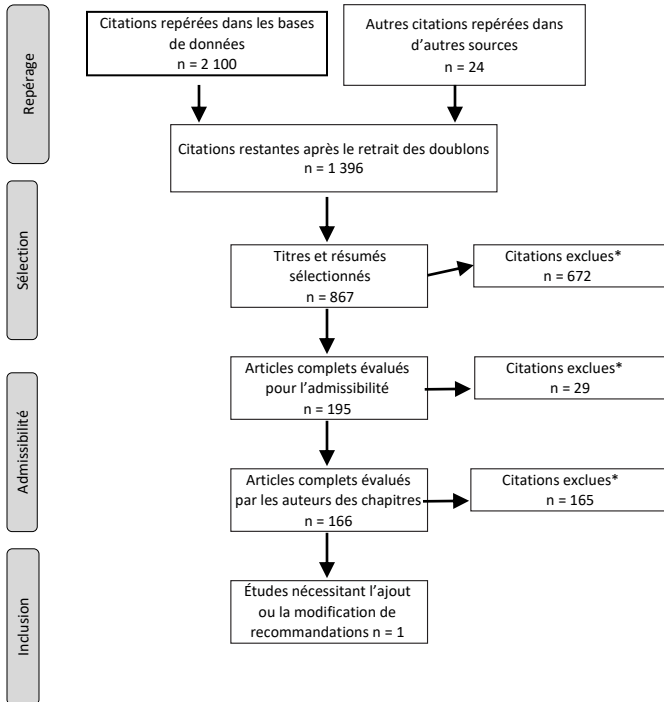 Repérage
Citations repérées dans les bases
de données
n = 2 100
Autres citations repérées dans
d’autres sources
n = 24
Citations restantes après le retrait des doublons
n = 1 396
Sélection
Titres et résumés
sélectionnés
n = 867
Citations exclues*
n = 672
Admissibilité
Articles complets évalués
pour l’admissibilité
n = 195
Citations exclues*
n = 29
Articles complets évalués
par les auteurs des chapitres
n = 166
Citations exclues*
n = 165
Inclusion
Études nécessitant l’ajout
ou la modification de
recommandations n = 1